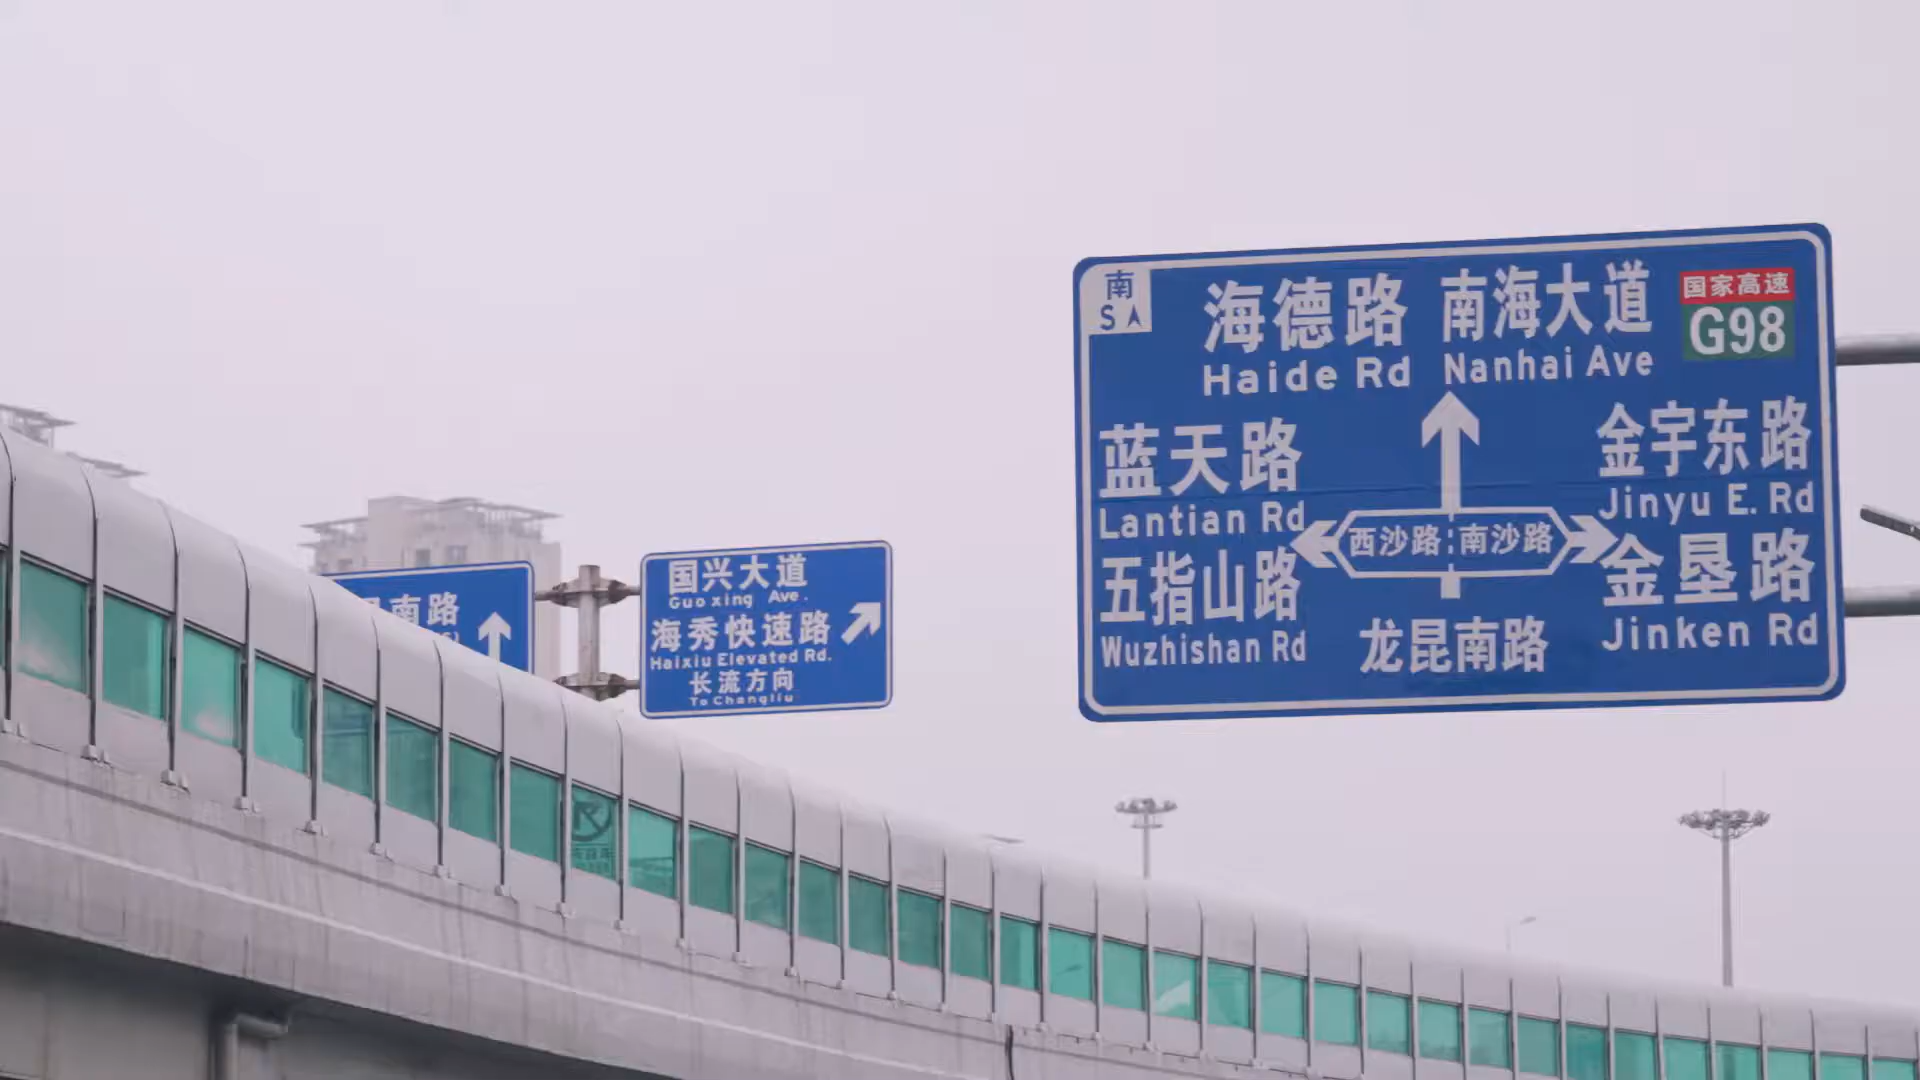 南路
国兴大道
Guoxing Ave.
海秀快速路
Haixiu Elevated Rd.
长流方向
To Changliu
南
S
海德路 南海大道
Haide Rd Nanhai Ave
国家高速
G98
蓝天路
Lantian Rd
五指山路
Wuzhishan Rd
西沙路 南沙路
金宇东路
Jinyu E. Rd
金垦路
Jinken Rd
龙昆南路